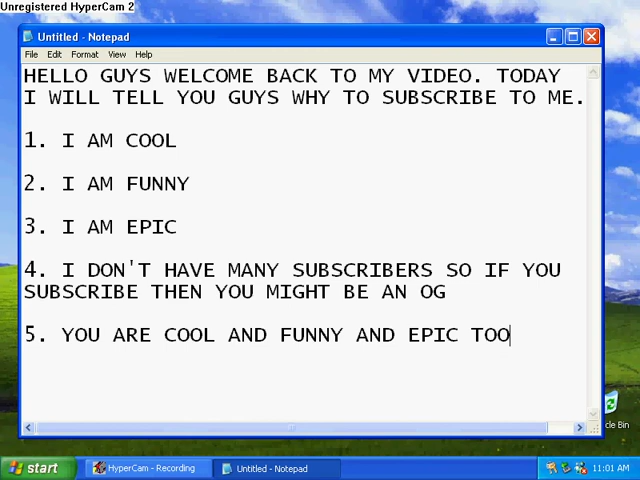 Unregistered HyperCam 2
Untitled - Notepad
File Edit Format View Help
HELLO GUYS WELCOME BACK TO MY VIDEO. TODAY
I WILL TELL YOU GUYS WHY TO SUBSCRIBE TO ME.
1. I AM COOL
2. I AM FUNNY
3. I AM EPIC
4. I DON'T HAVE MANY SUBSCRIBERS SO IF YOU
SUBSCRIBE THEN YOU MIGHT BE AN OG
5. YOU ARE COOL AND FUNNY AND EPIC TOO
cle Bin
start HyperCam - Recording Untitled - Notepad 11:01 AM